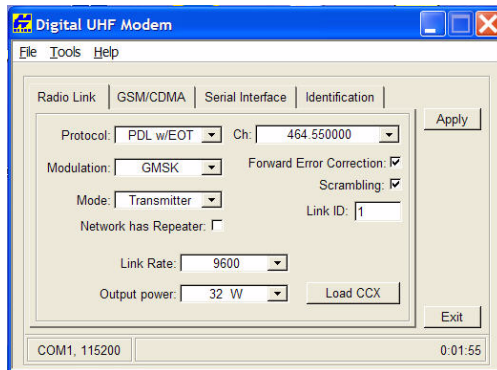 Digital UHF Modem
File Tools Help
Radio Link GSM/CDMA Serial Interface Identification
Apply
Protocol: PDL w/EOT Ch: 464.550000
Modulation: GMSK Forward Error Correction:
Scrambling:
Mode: Transmitter
Link ID: 1
Network has Repeater:
Link Rate: 9600
Output power: 32 W Load CCX
Exit
COM1, 115200 0:01:55